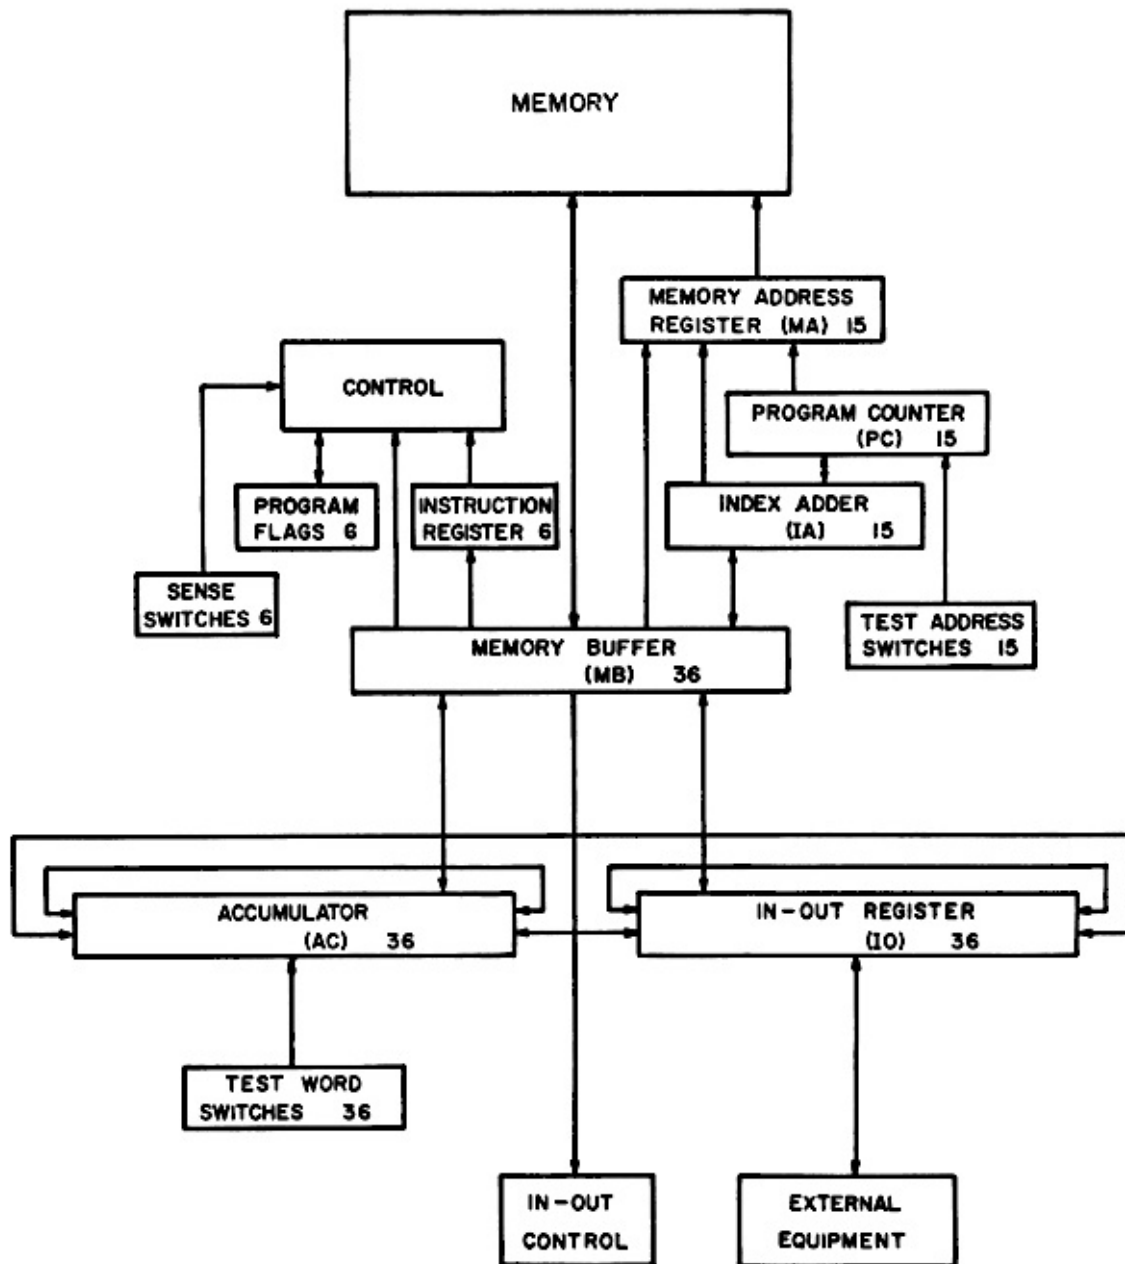 MEMORY
MEMORY ADDRESS
REGISTER (MA) 15
CONTROL
PROGRAM COUNTER
(PC) 15
PROGRAM
FLAGS 6
INSTRUCTION
REGISTER 6
INDEX ADDER
(IA) 15
SENSE
SWITCHES 6
TEST ADDRESS
SWITCHES 15
MEMORY BUFFER
(MB) 36
ACCUMULATOR
(AC) 36
IN-OUT REGISTER
(IO) 36
TEST WORD
SWITCHES 36
IN-OUT
CONTROL
EXTERNAL
EQUIPMENT